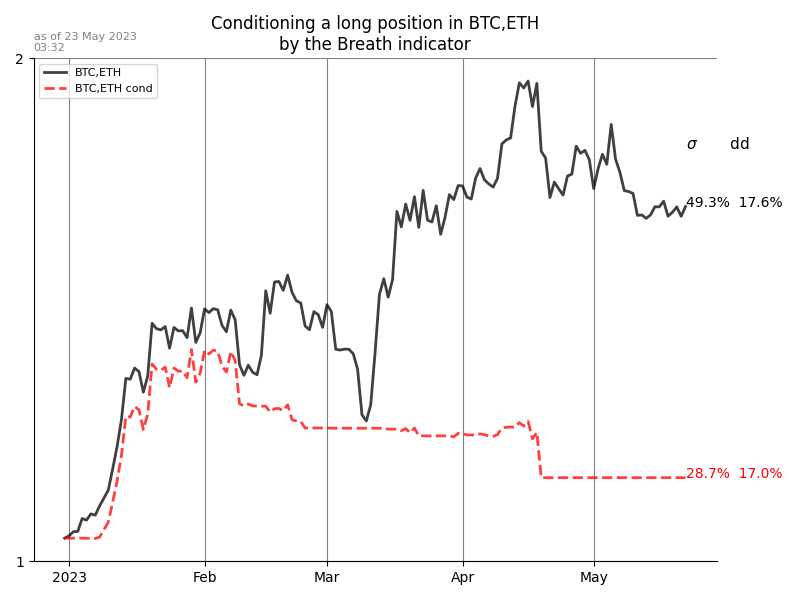 Conditioning a long position in BTC,ETH
by the Breath indicator
as of 23 May 2023
03:32
2
BTC,ETH
BTC,ETH cond
σ dd
49.3% 17.6%
28.7% 17.0%
1
2023 Feb Mar Apr May